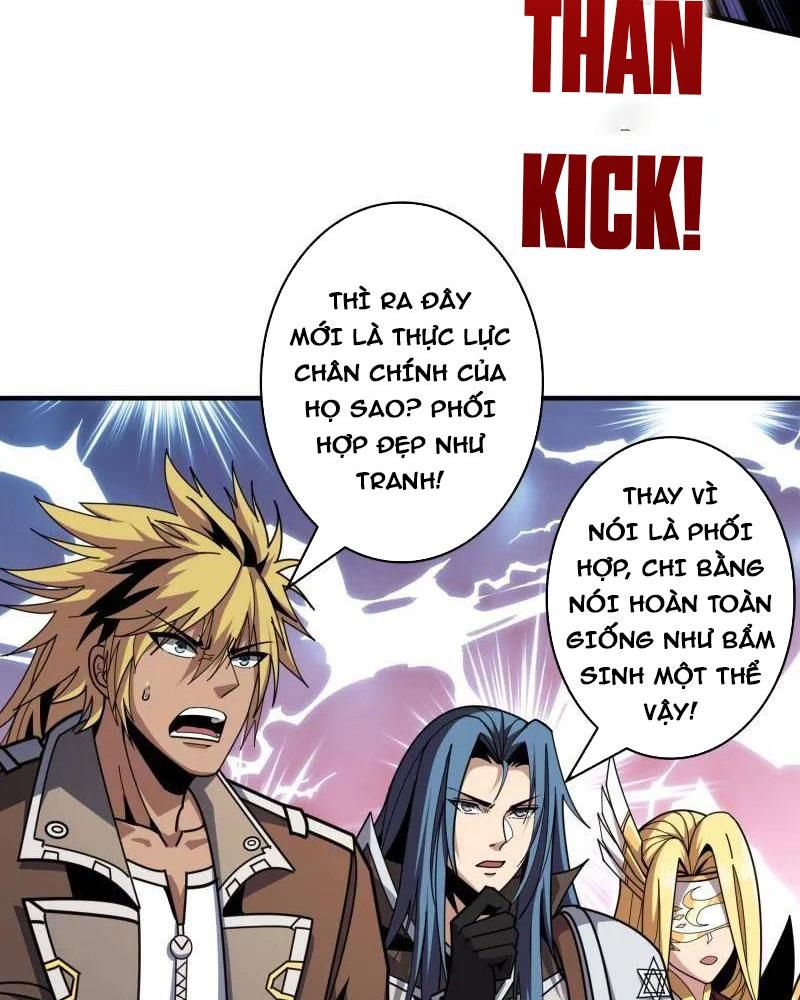 THAN
KICK!
THÌ RA ĐÂY
MỚI LÀ THỰC LỰC
CHÂN CHÍNH CỦA
HỌ SAO? PHỐI
HỢP ĐẸP NHƯ
TRANH!
THAY VÌ
NÓI LÀ PHỐI
HỢP, CHI BẰNG
NÓI HOÀN TOÀN
GIỐNG NHƯ BẨM
SINH MỘT THỂ
VẬY!